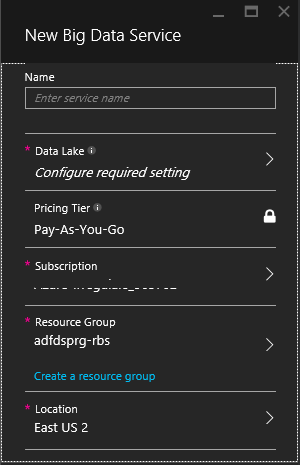 New Big Data Service
Name
Enter service name
* Data Lake
Configure required setting
Pricing Tier
Pay-As-You-Go
* Subscription
* Resource Group
adfdsprg-rbs
Create a resource group
* Location
East US 2